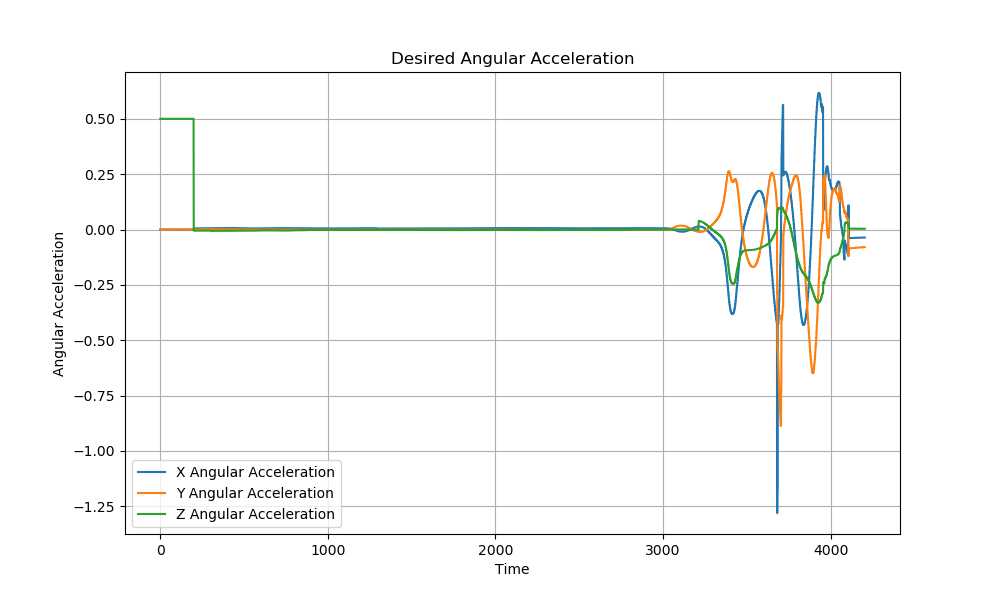 Desired Angular Acceleration
Angular Acceleration
0.50
0.25
0.00
−0.25
−0.50
−0.75
−1.00
−1.25
X Angular Acceleration
Y Angular Acceleration
Z Angular Acceleration
0 1000 2000 3000 4000
Time